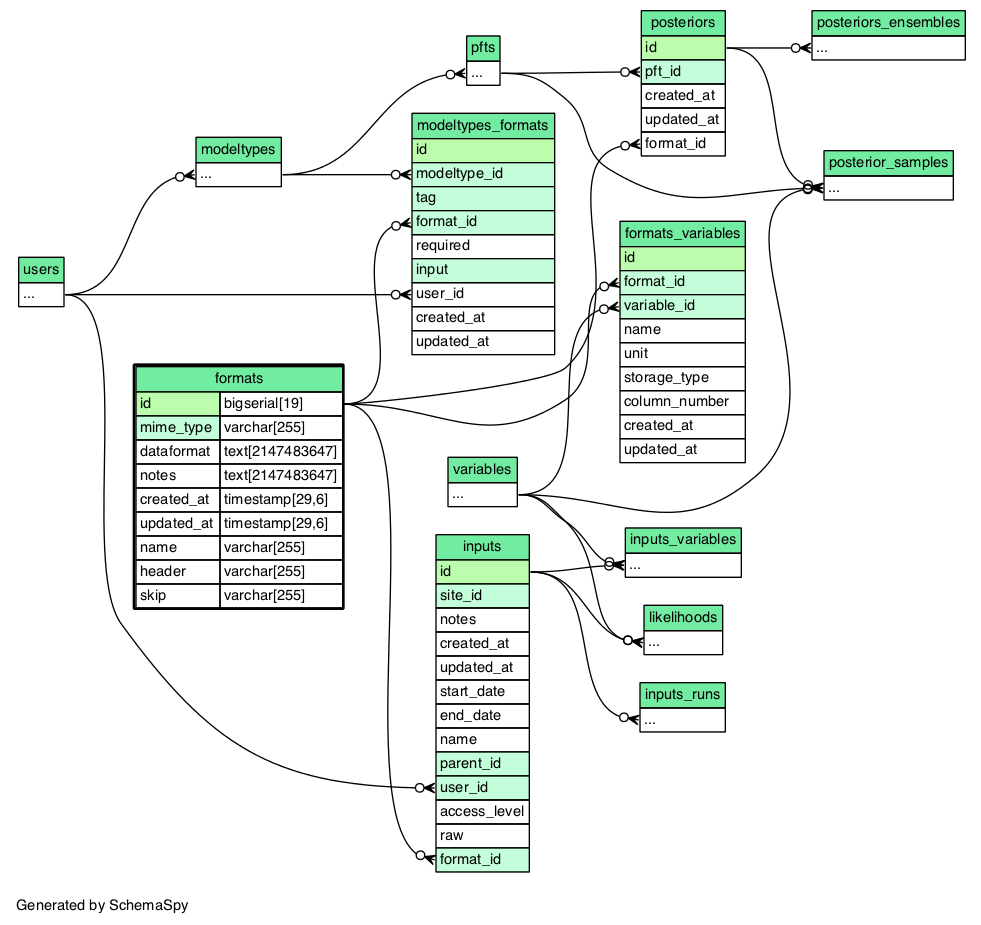 posteriors
id
pft_id
created_at
updated_at
format_id
posteriors_ensembles
...
pfts
...
modeltypes_formats
id
modeltype_id
tag
format_id
required
input
user_id
created_at
updated_at
modeltypes
...
posterior_samples
...
formats_variables
id
format_id
variable_id
name
unit
storage_type
column_number
created_at
updated_at
users
...
formats
id bigserial[19]
mime_type varchar[255]
dataformat text[2147483647]
notes text[2147483647]
created_at timestamp[29,6]
updated_at timestamp[29,6]
name varchar[255]
header varchar[255]
skip varchar[255]
variables
...
inputs
id
site_id
notes
created_at
updated_at
start_date
end_date
name
parent_id
user_id
access_level
raw
format_id
inputs_variables
...
likelihoods
...
inputs_runs
...
Generated by SchemaSpy